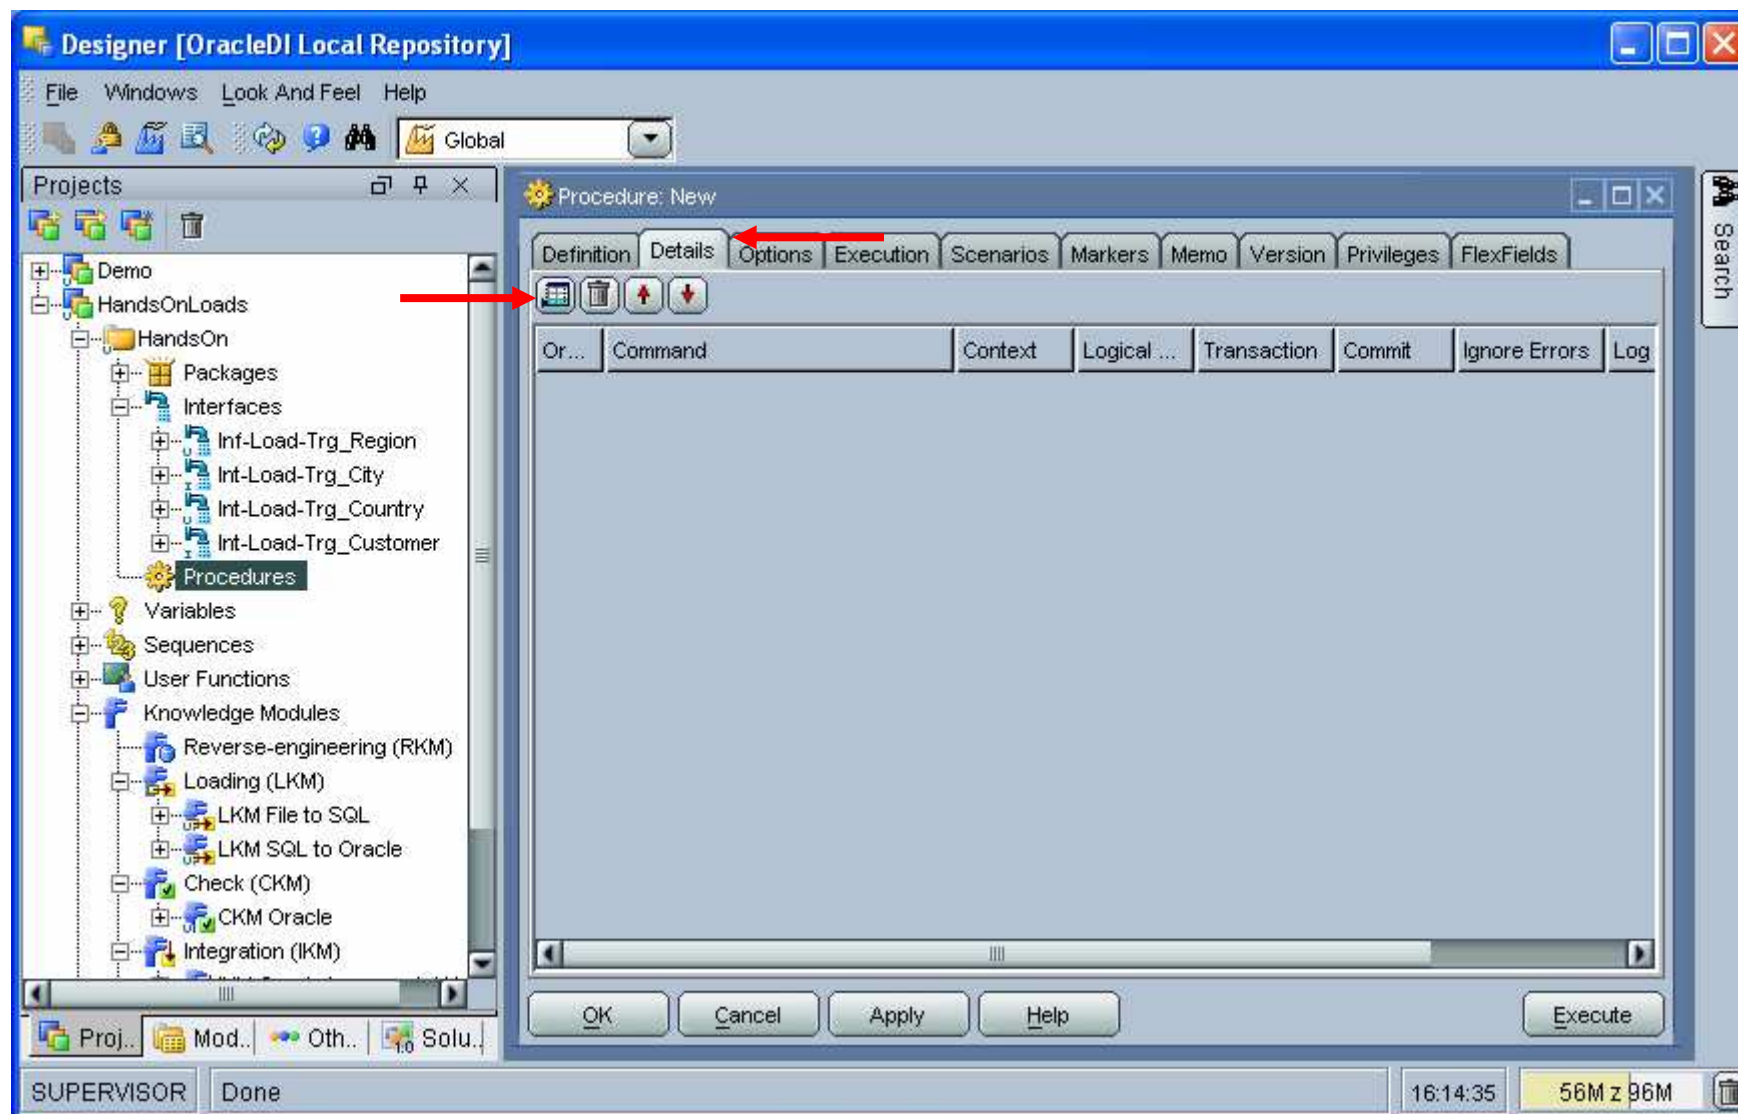 Designer [OracleDI Local Repository]
File Windows Look And Feel Help
Global
Projects
Demo
HandsOnLoads
HandsOn
Packages
Interfaces
Inf-Load-Trg_Region
Int-Load-Trg_City
Int-Load-Trg_Country
Int-Load-Trg_Customer
Procedures
Variables
Sequences
User Functions
Knowledge Modules
Reverse-engineering (RKM)
Loading (LKM)
LKM File to SQL
LKM SQL to Oracle
Check (CKM)
CKM Oracle
Integration (IKM)
Proj.. Mod.. Oth.. Solu..
Procedure: New
Definition Details Options Execution Scenarios Markers Memo Version Privileges FlexFields
Or... Command Context Logical ... Transaction Commit Ignore Errors Log
OK Cancel Apply Help Execute
Search
SUPERVISOR Done 16:14:35 56M z 96M